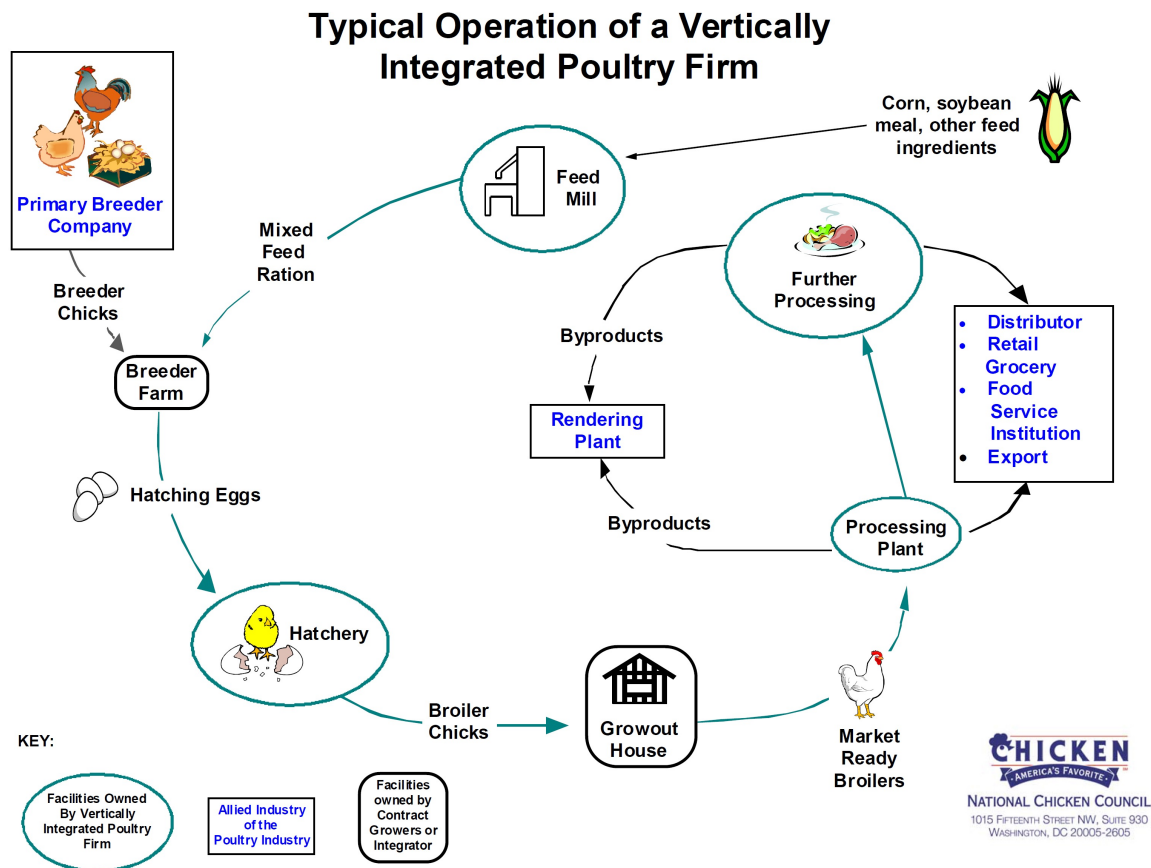 Typical Operation of a Vertically
Integrated Poultry Firm
Primary Breeder
Company
Corn, soybean
meal, other feed
ingredients
Feed
Mill
Mixed
Feed
Ration
Breeder
Chicks
Breeder
Farm
Further
Processing
Byproducts
Rendering
Plant
• Distributor
• Retail
Grocery
• Food
Service
Institution
• Export
Hatching Eggs
Byproducts
Processing
Plant
Hatchery
Broiler
Chicks
Growout
House
Market
Ready
Broilers
KEY:
Facilities Owned
By Vertically
Integrated Poultry
Firm
Allied Industry
of the
Poultry Industry
Facilities
owned by
Contract
Growers or
Integrator
CHICKEN
·AMERICA'S FAVORITE·
NATIONAL CHICKEN COUNCIL
1015 FIFTEENTH STREET NW, SUITE 930
WASHINGTON, DC 20005-2605